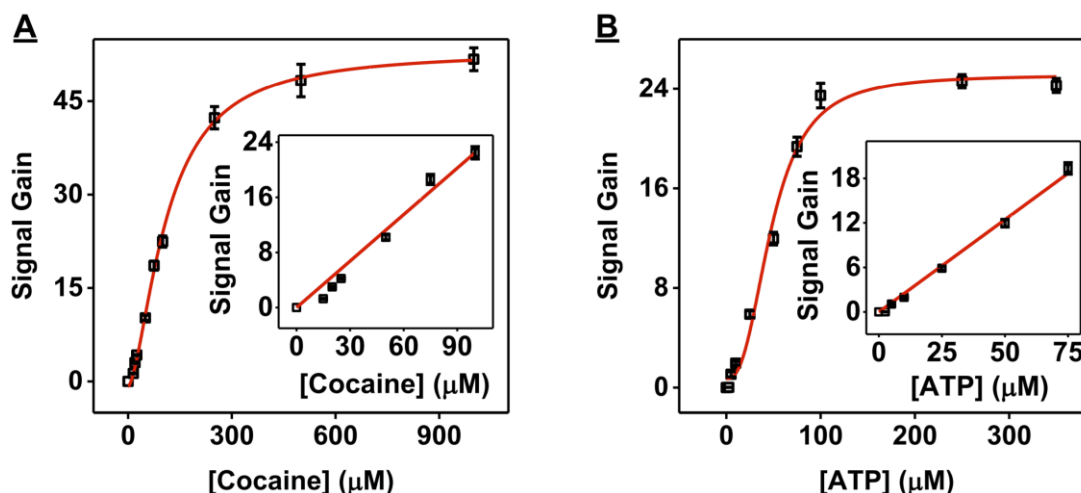 A
Signal Gain
45
30
15
0
0 300 600 900
[Cocaine] (μM)
Signal Gain
24
16
8
0
0 30 60 90
[Cocaine] (μM)
B
Signal Gain
24
16
8
0
0 100 200 300
[ATP] (μM)
Signal Gain
18
12
6
0
0 25 50 75
[ATP] (μM)